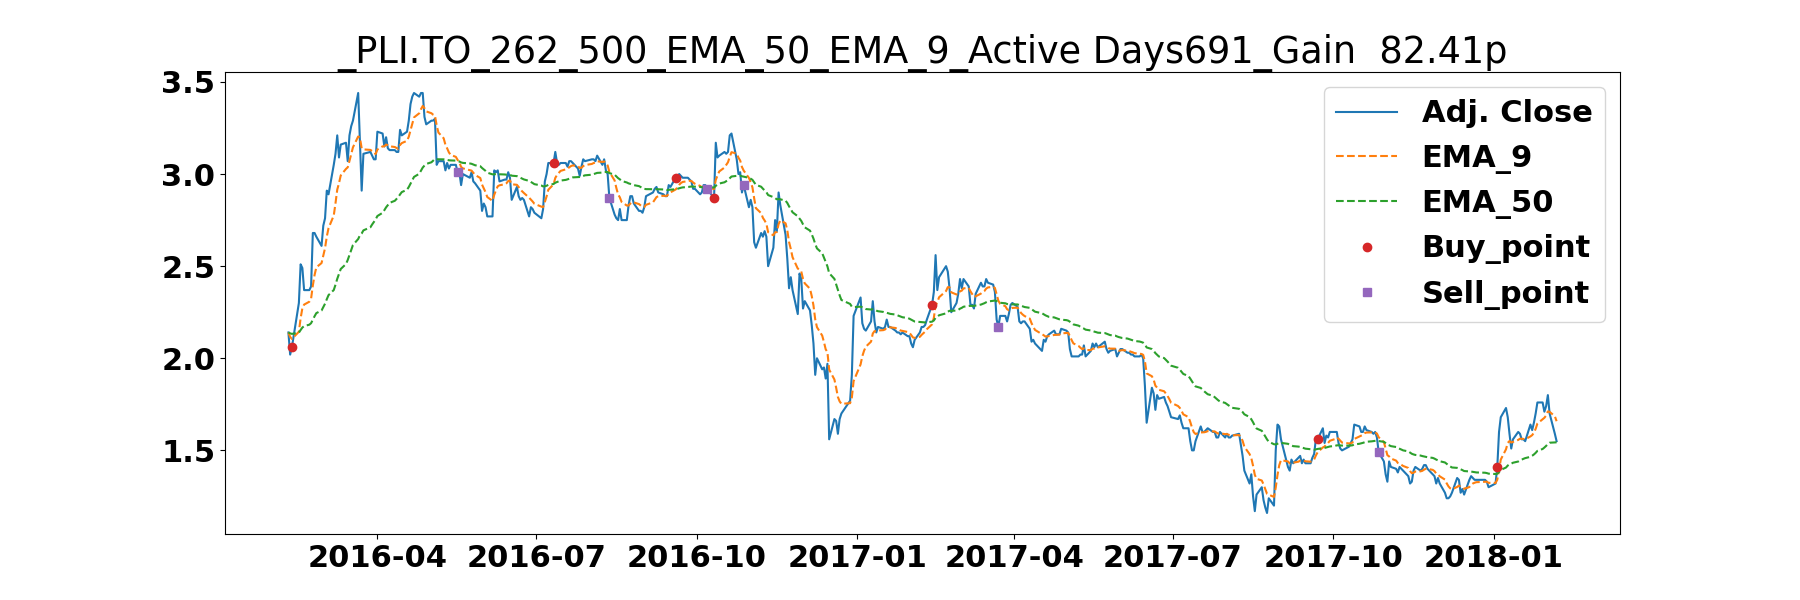 _PLI.TO_262_500_EMA_50_EMA_9_Active Days691_Gain  82.41p
3.5
3.0
2.5
2.0
1.5
Adj. Close
EMA_9
EMA_50
Buy_point
Sell_point
2016-04 2016-07 2016-10 2017-01 2017-04 2017-07 2017-10 2018-01